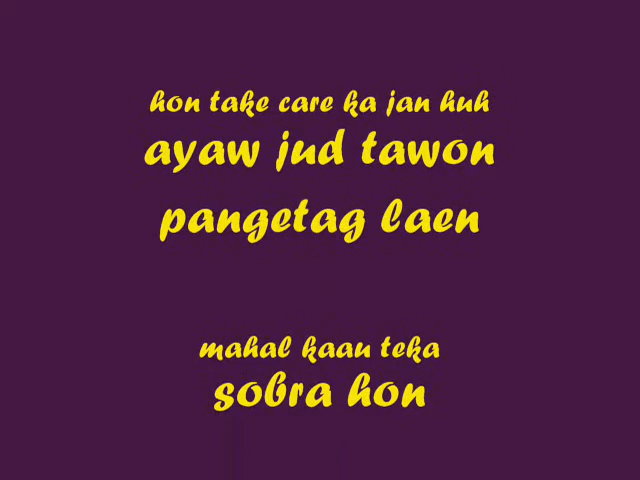 hon take care ka jan huh
ayaw jud tawon
pangetag laen
mahal kaau teka
sobra hon